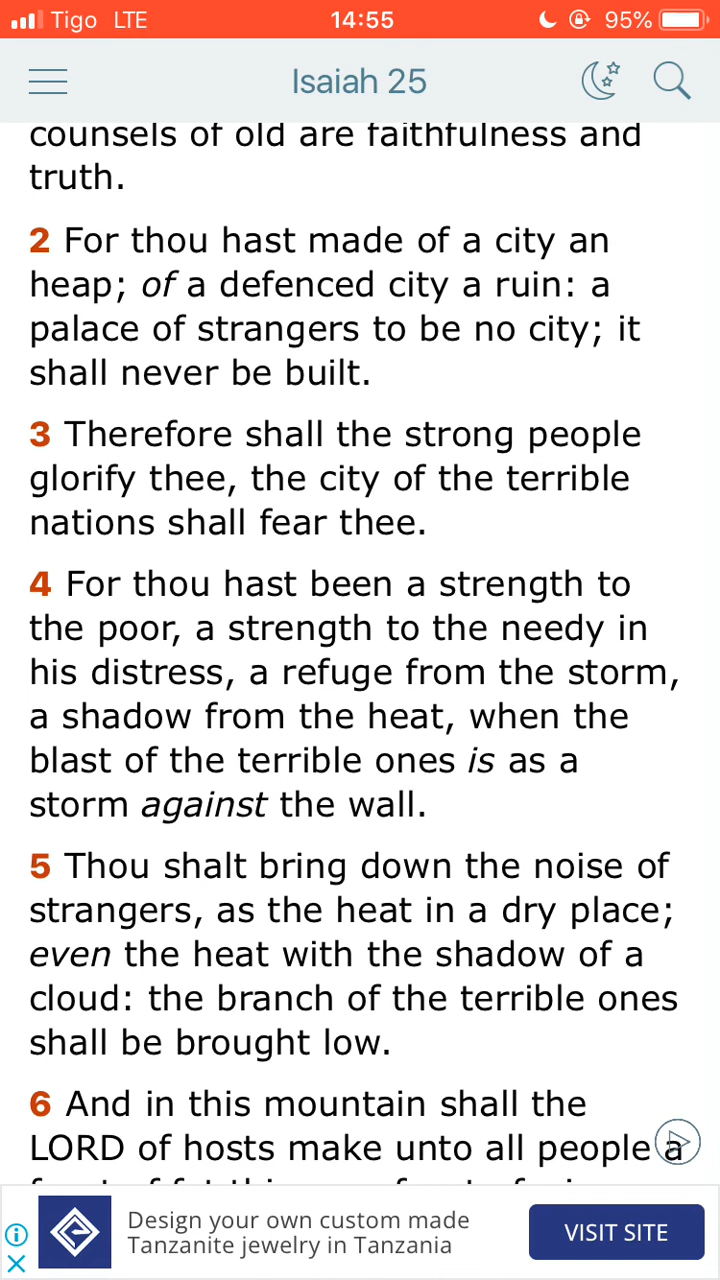 Tigo LTE 14:55 95%
Isaiah 25
counsels of old are faithfulness and
truth.
2 For thou hast made of a city an
heap; of a defenced city a ruin: a
palace of strangers to be no city; it
shall never be built.
3 Therefore shall the strong people
glorify thee, the city of the terrible
nations shall fear thee.
4 For thou hast been a strength to
the poor, a strength to the needy in
his distress, a refuge from the storm,
a shadow from the heat, when the
blast of the terrible ones is as a
storm against the wall.
5 Thou shalt bring down the noise of
strangers, as the heat in a dry place;
even the heat with the shadow of a
cloud: the branch of the terrible ones
shall be brought low.
6 And in this mountain shall the
LORD of hosts make unto all people a
Design your own custom made
Tanzanite jewelry in Tanzania
VISIT SITE